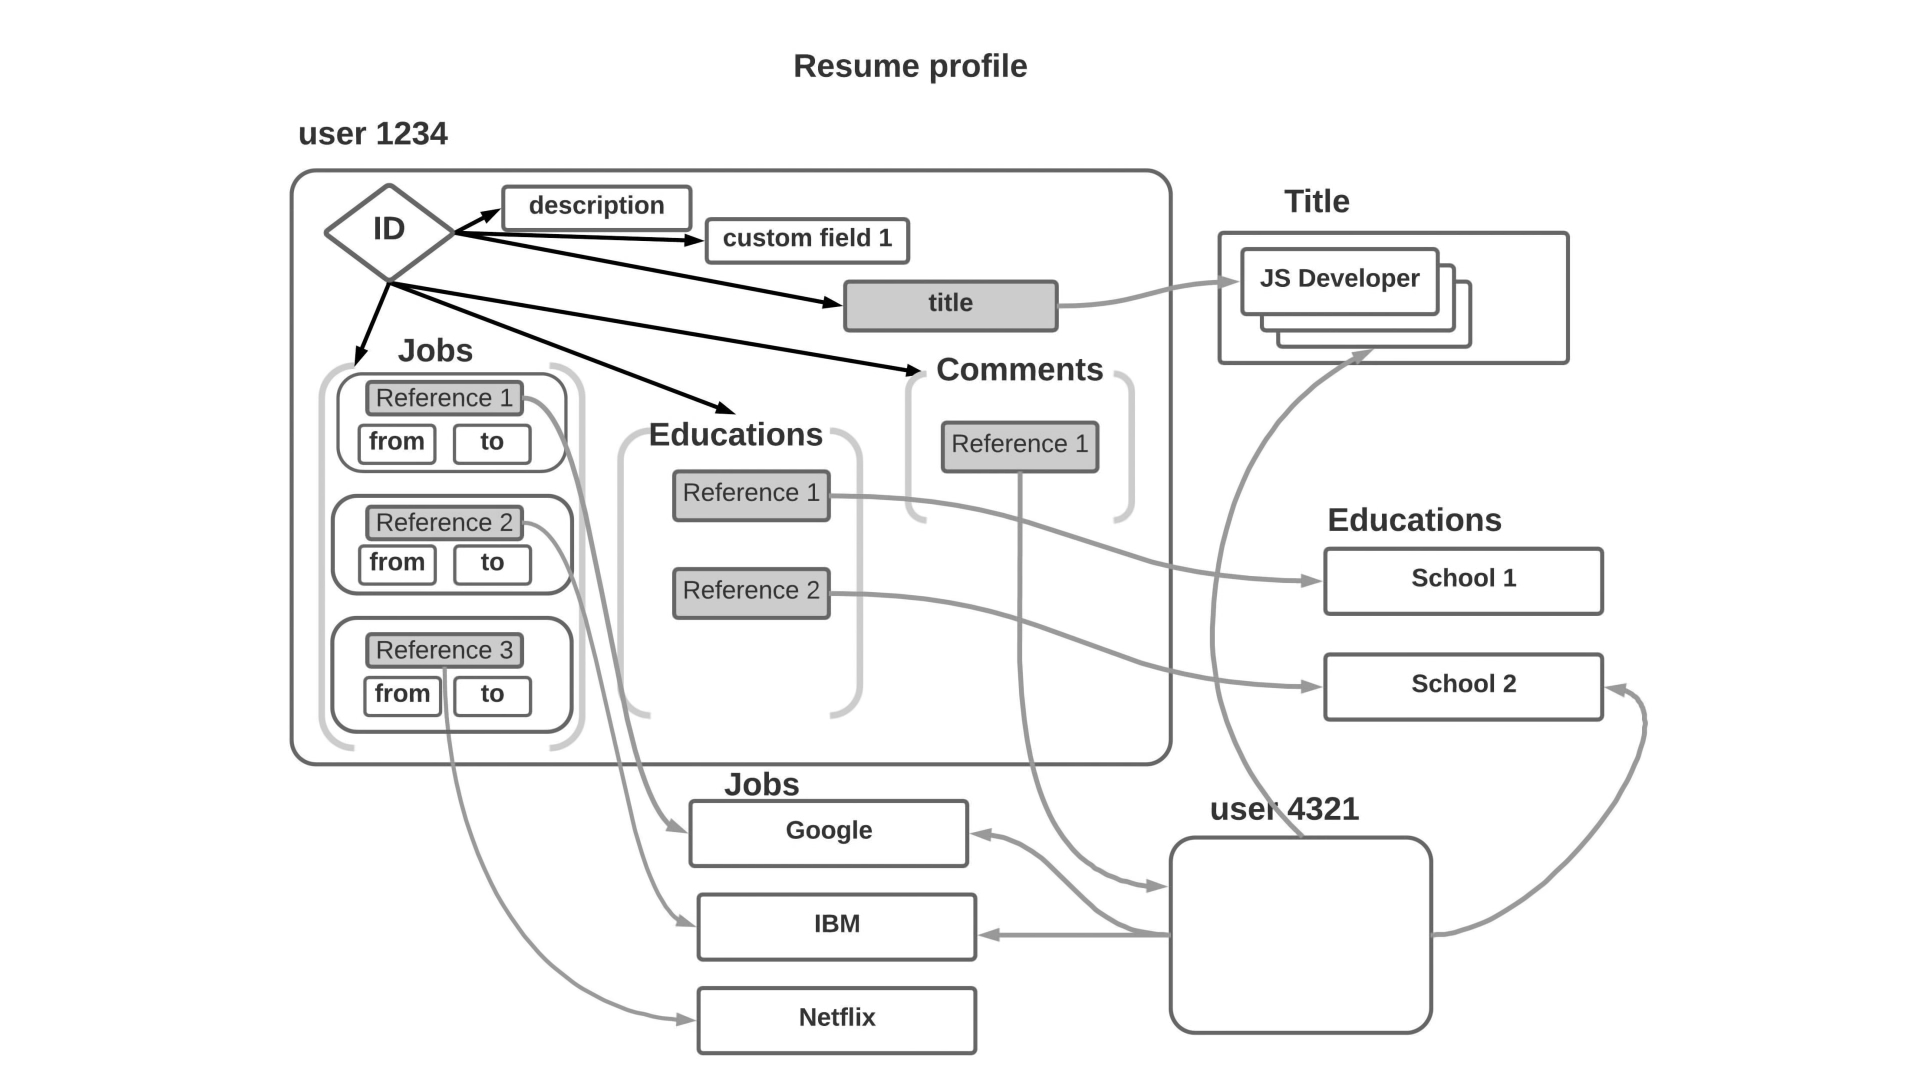 Resume profile
user 1234
ID
description
custom field 1
title
Title
JS Developer
Jobs
Reference 1
from
to
Reference 2
from
to
Reference 3
from
to
Educations
Reference 1
Reference 2
Comments
Reference 1
Educations
School 1
School 2
Jobs
Google
IBM
Netflix
user 4321